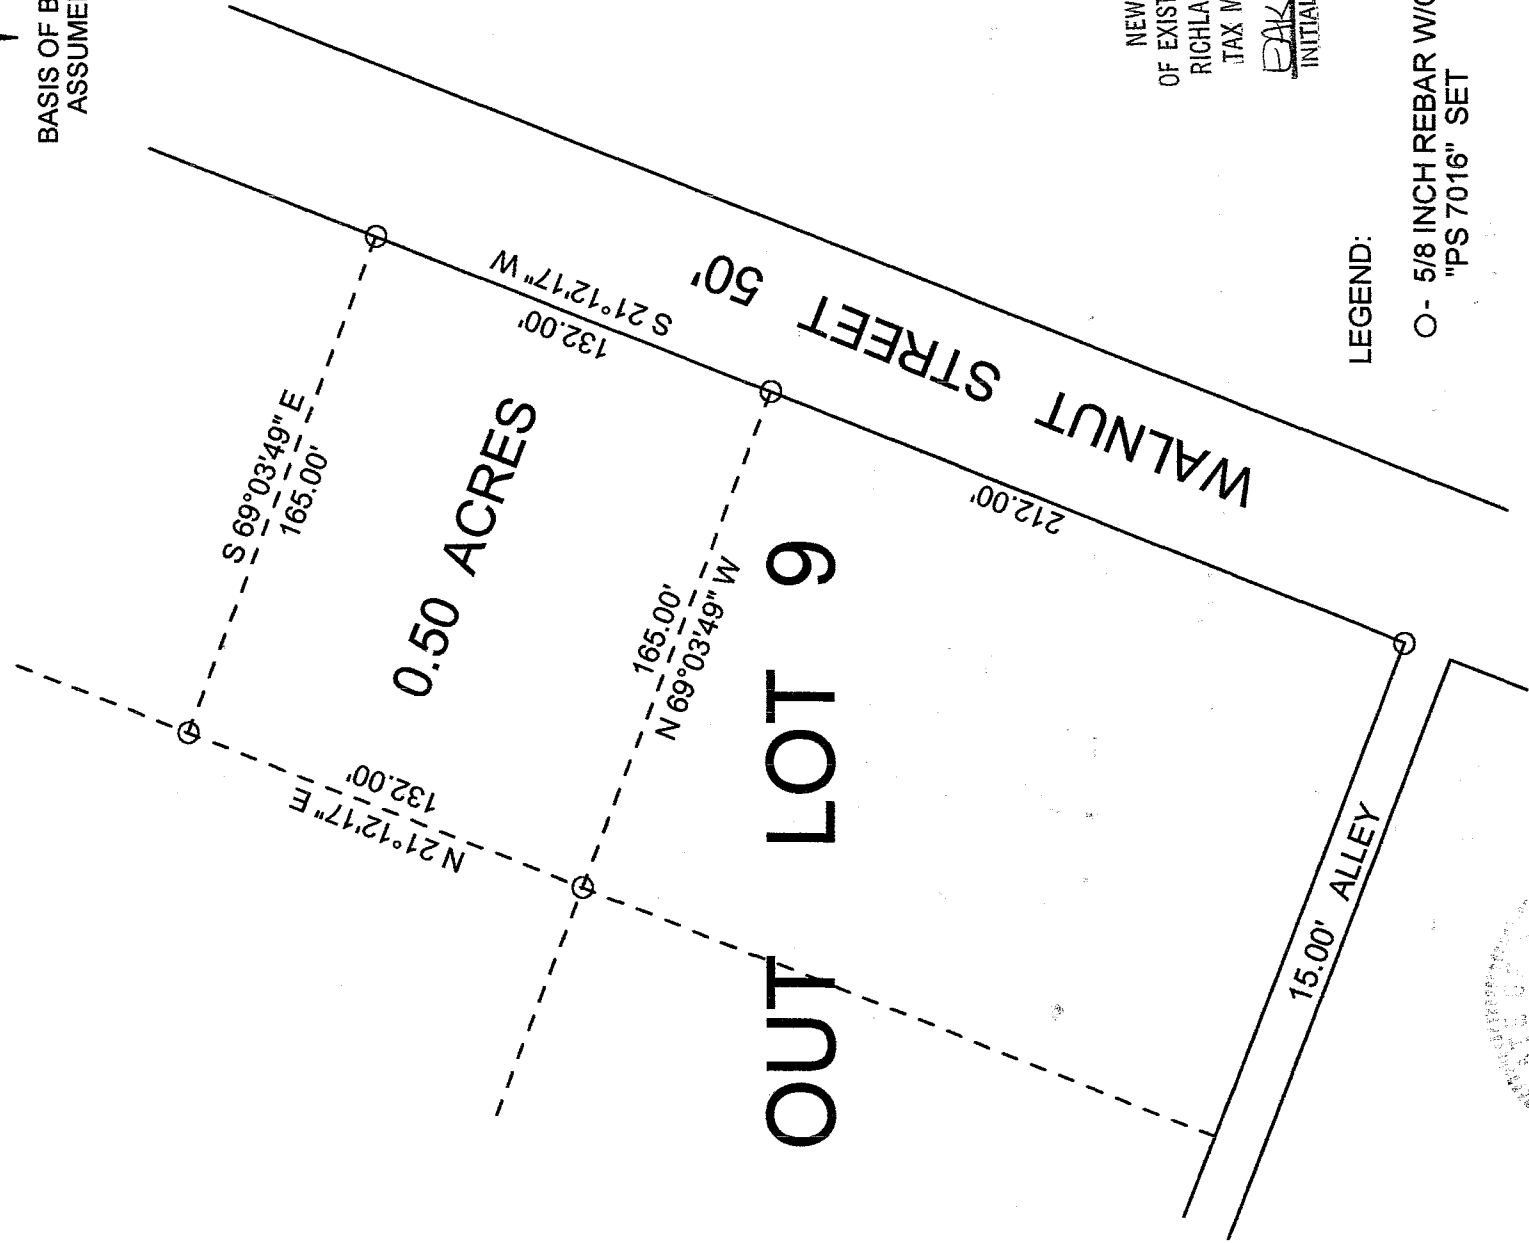 BASIS OF B
ASSUME
NEW
OF EXIST
RICHLA
TAX M
INITIAL
S 69°03'49" E
165.00'
S 21°12'17" W
132.00'
0.50 ACRES
132.00'
N 21°12'17" E
165.00'
N 69°03'49" W
WALNUT STREET 50'
212.00'
OUT LOT 9
15.00' ALLEY
LEGEND:
O- 5/8 INCH REBAR W/C
"PS 7016" SET